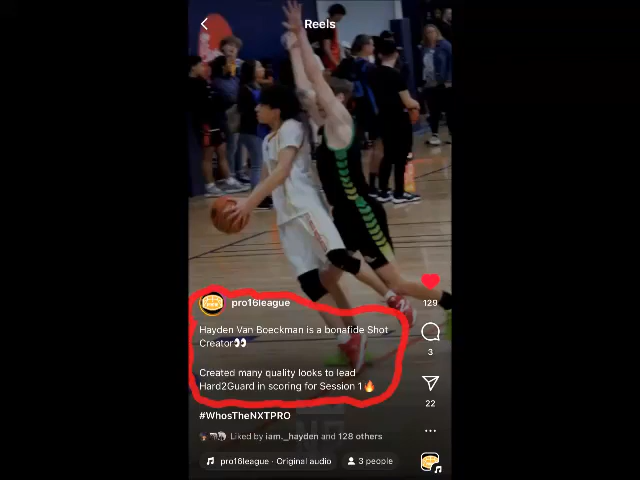 Reels
pro16league
Hayden Van Boeckman is a bonafide Shot
Creator👀
Created many quality looks to lead
Hard2Guard in scoring for Session 1🔥
#WhosTheNXTPRO
Liked by iam._hayden and 128 others
pro16league · Original audio
3 people
129
3
22